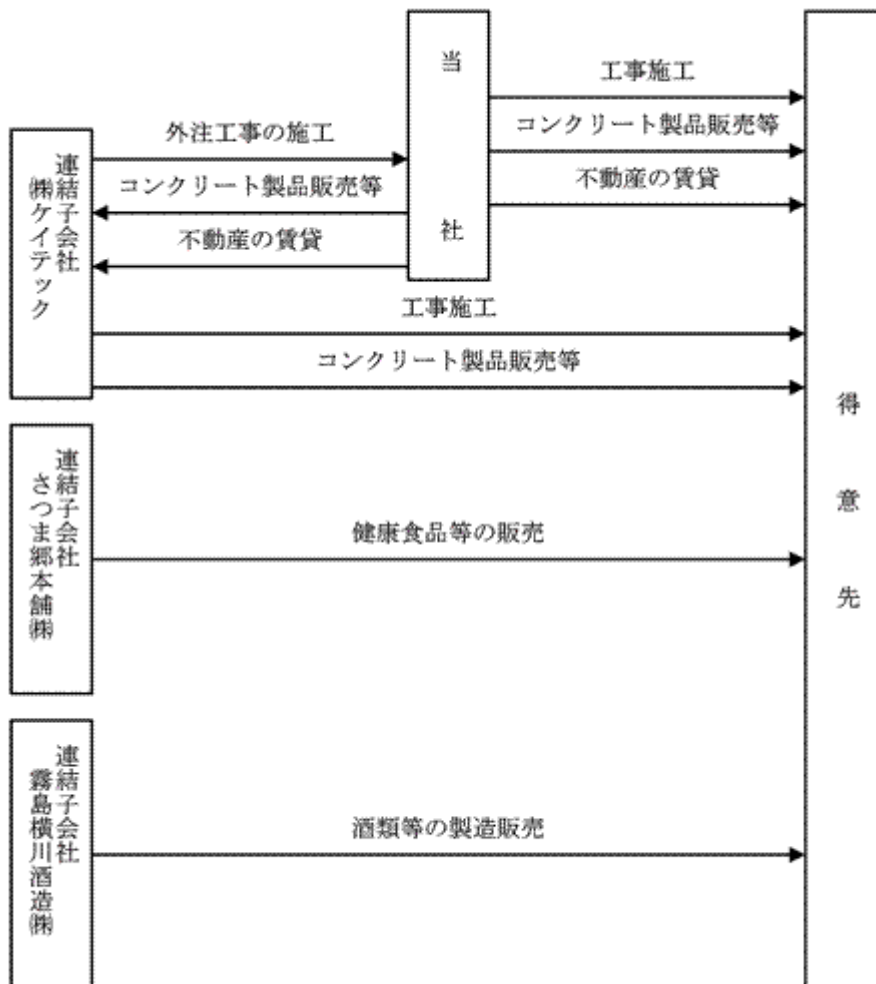 当社
工事施工
コンクリート製品販売等
不動産の賃貸
外注工事の施工
コンクリート製品販売等
不動産の賃貸
連結子会社
㈱ケイテック
工事施工
コンクリート製品販売等
得意先
連結子会社
さつま郷本舗㈱
健康食品等の販売
連結子会社
霧島横川酒造㈱
酒類等の製造販売